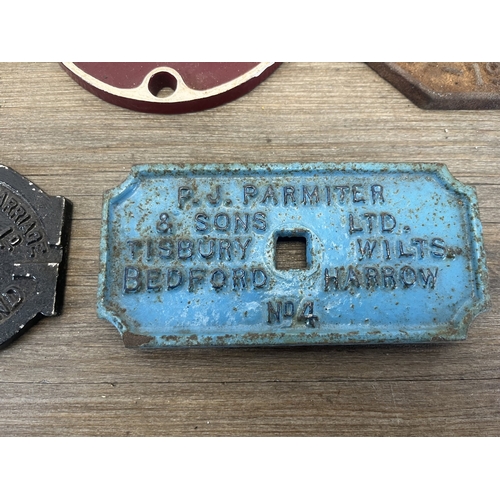 P.J. PARMITER
& SONS LTD.
TISBURY WILTS.
BEDFORD HARROW
No 4